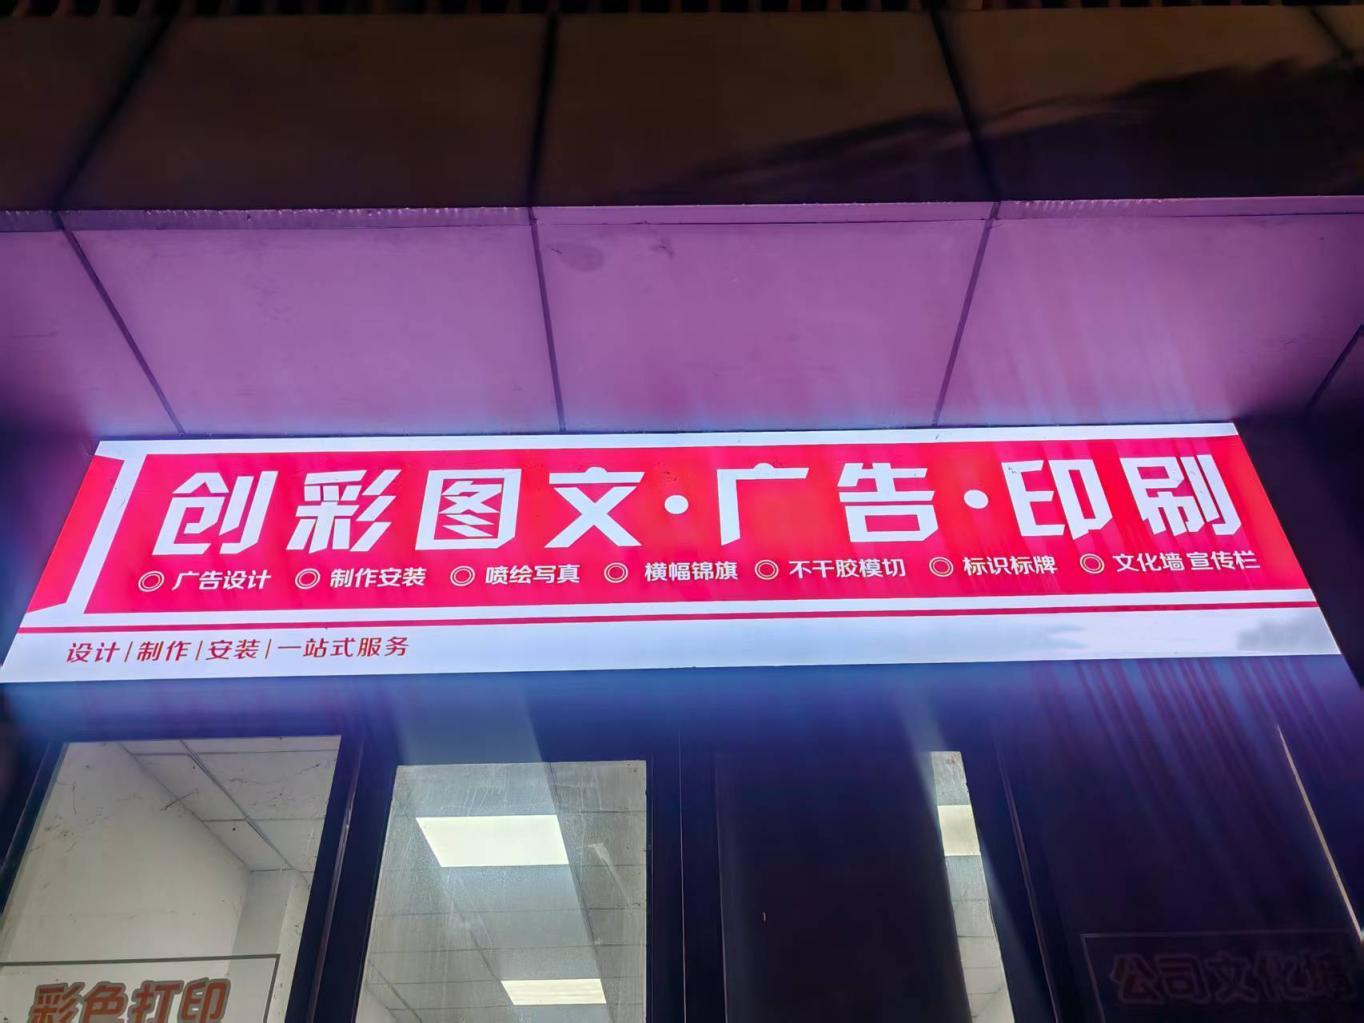 创彩图文·广告·印刷
◎ 广告设计 ◎ 制作安装 ◎ 喷绘写真 ◎ 横幅锦旗 ◎ 不干胶模切 ◎ 标识标牌 ◎ 文化墙 宣传栏
设计/制作/安装/一站式服务
彩色打印
公司文化墙